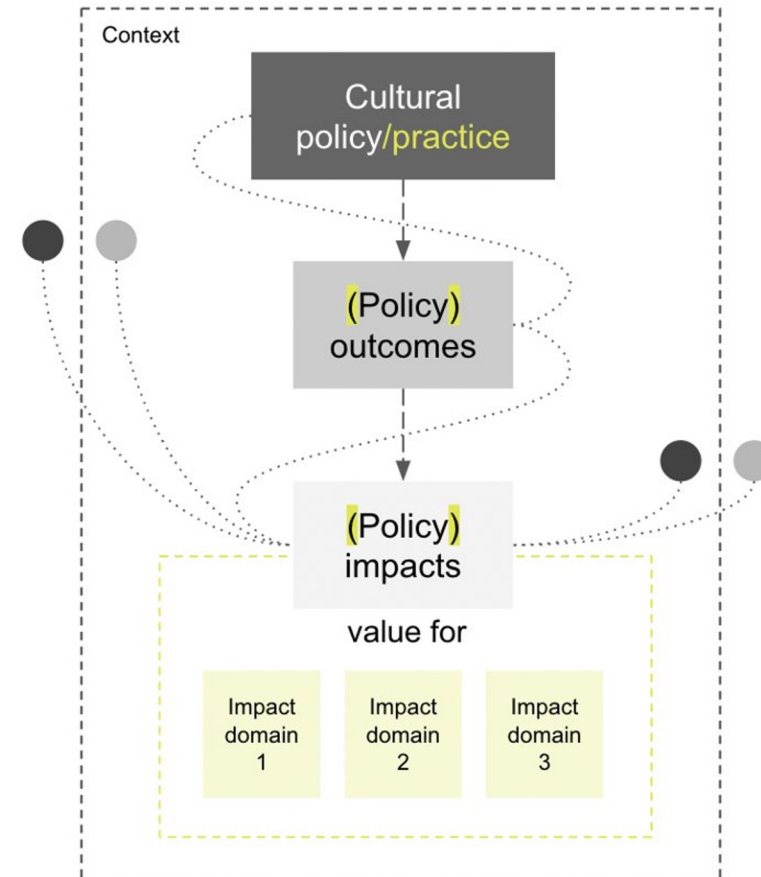 Context
Cultural
policy/practice
(Policy)
outcomes
(Policy)
impacts
value for
Impact
domain
1
Impact
domain
2
Impact
domain
3